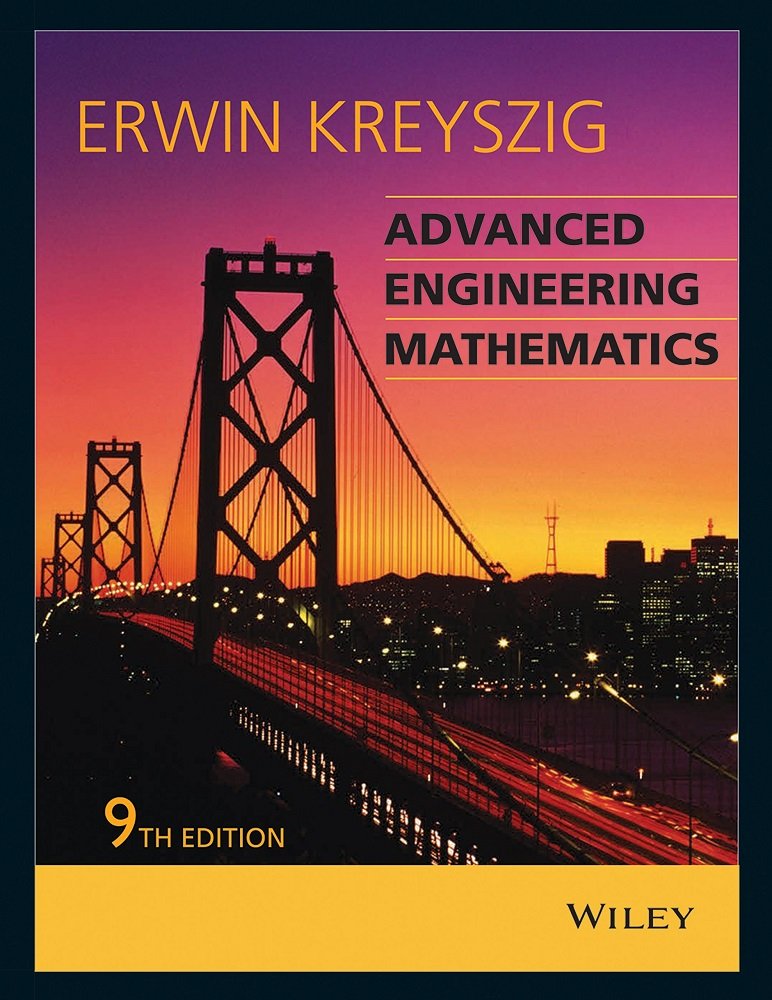 ERWIN KREYSZIG
ADVANCED
ENGINEERING
MATHEMATICS
9TH EDITION
WILEY